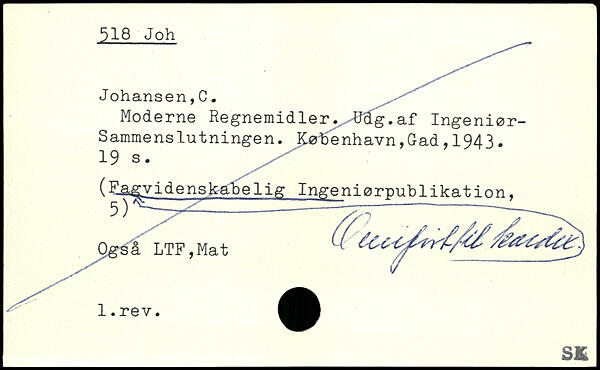 518 Joh
Johansen,C.
Moderne Regnemidler. Udg.af Ingeniør-
Sammenslutningen. København,Gad,1943.
19 s.
(Fagvidenskabelig Ingeniørpublikation,
5)
til
Også LTF,Mat
1.rev.
SK